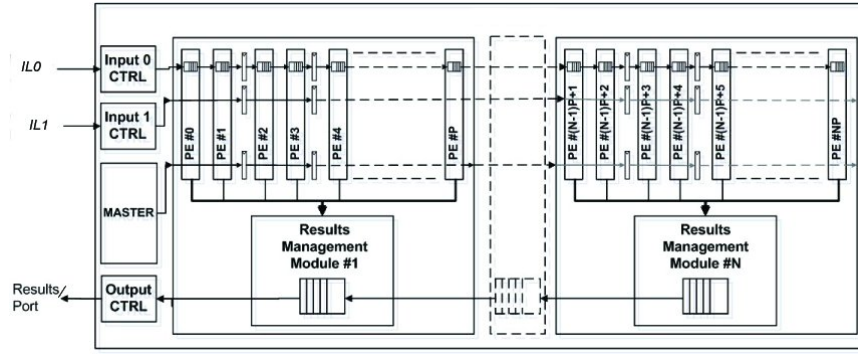 IL0
Input 0
CTRL
IL1
Input 1
CTRL
MASTER
Results/
Port
Output
CTRL
PE #0
PE #1
PE #2
PE #3
PE #4
PE #P
Results
Management
Module #1
PE #(N-1)P+1
PE #(N-1)P+2
PE #(N-1)P+3
PE #(N-1)P+4
PE #(N-1)P+5
PE #NP
Results
Management
Module #N